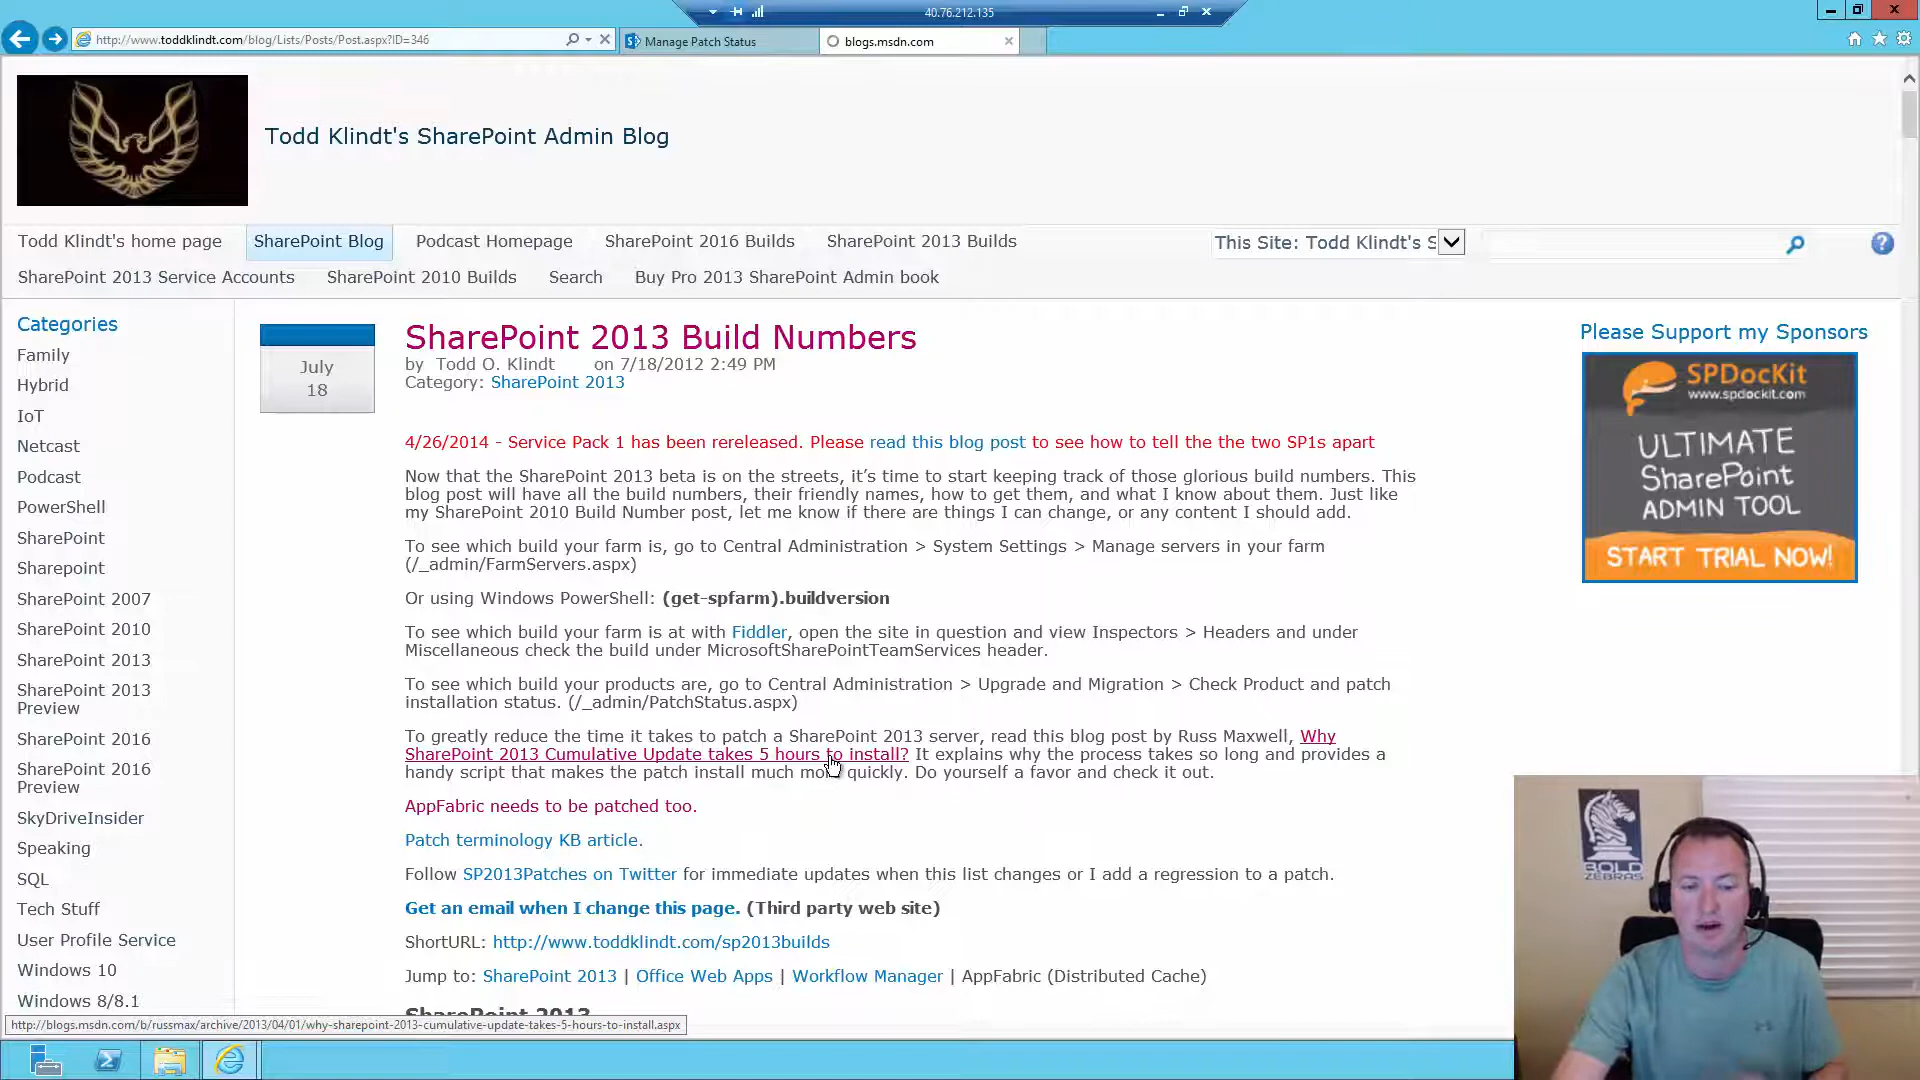 40.76.212.135
http://www.toddklindt.com/blog/Lists/Posts/Post.aspx?ID=346
Manage Patch Status
blogs.msdn.com
Todd Klindt's SharePoint Admin Blog
Todd Klindt's home page
SharePoint Blog
Podcast Homepage
SharePoint 2016 Builds
SharePoint 2013 Builds
This Site: Todd Klindt's S
SharePoint 2013 Service Accounts
SharePoint 2010 Builds
Search
Buy Pro 2013 SharePoint Admin book
Categories
Family
Hybrid
IoT
Netcast
Podcast
PowerShell
SharePoint
Sharepoint
SharePoint 2007
SharePoint 2010
SharePoint 2013
SharePoint 2013
Preview
SharePoint 2016
SharePoint 2016
Preview
SkyDriveInsider
Speaking
SQL
Tech Stuff
User Profile Service
Windows 10
Windows 8/8.1
July
18
SharePoint 2013 Build Numbers
by Todd O. Klindt on 7/18/2012 2:49 PM
Category: SharePoint 2013
4/26/2014 - Service Pack 1 has been rereleased. Please read this blog post to see how to tell the the two SP1s apart
Now that the SharePoint 2013 beta is on the streets, it’s time to start keeping track of those glorious build numbers. This
blog post will have all the build numbers, their friendly names, how to get them, and what I know about them. Just like
my SharePoint 2010 Build Number post, let me know if there are things I can change, or any content I should add.
To see which build your farm is, go to Central Administration > System Settings > Manage servers in your farm
(/_admin/FarmServers.aspx)
Or using Windows PowerShell: (get-spfarm).buildversion
To see which build your farm is at with Fiddler, open the site in question and view Inspectors > Headers and under
Miscellaneous check the build under MicrosoftSharePointTeamServices header.
To see which build your products are, go to Central Administration > Upgrade and Migration > Check Product and patch
installation status. (/_admin/PatchStatus.aspx)
To greatly reduce the time it takes to patch a SharePoint 2013 server, read this blog post by Russ Maxwell, Why
SharePoint 2013 Cumulative Update takes 5 hours to install? It explains why the process takes so long and provides a
handy script that makes the patch install much more quickly. Do yourself a favor and check it out.
AppFabric needs to be patched too.
Patch terminology KB article.
Follow SP2013Patches on Twitter for immediate updates when this list changes or I add a regression to a patch.
Get an email when I change this page. (Third party web site)
ShortURL: http://www.toddklindt.com/sp2013builds
Jump to: SharePoint 2013 | Office Web Apps | Workflow Manager | AppFabric (Distributed Cache)
SharePoint 2013
Please Support my Sponsors
SPDocKit
www.spdockit.com
ULTIMATE
SharePoint
ADMIN TOOL
START TRIAL NOW!
BOLD
ZEBRAS
http://blogs.msdn.com/b/russmax/archive/2013/04/01/why-sharepoint-2013-cumulative-update-takes-5-hours-to-install.aspx